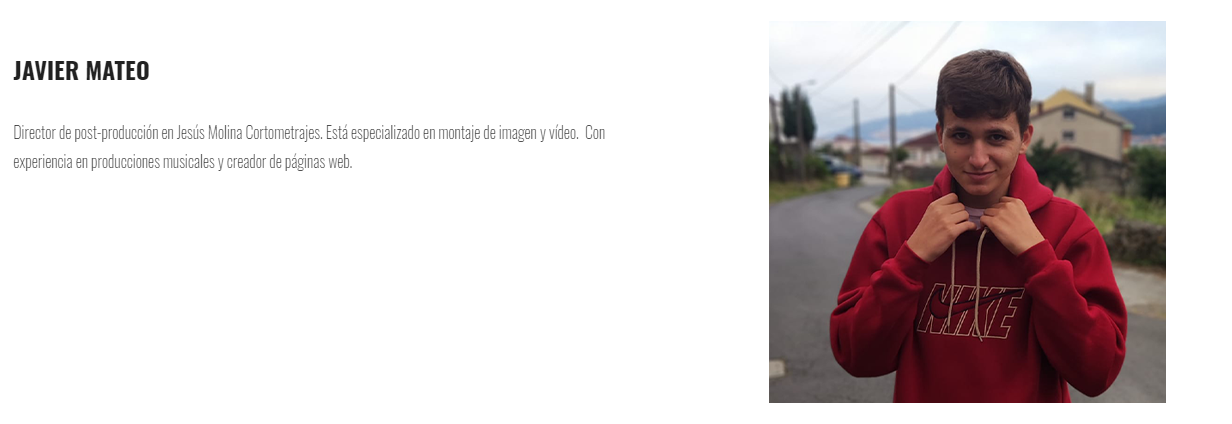 JAVIER MATEO
Director de post-producción en Jesús Molina Cortometrajes. Está especializado en montaje de imagen y vídeo. Con
experiencia en producciones musicales y creador de páginas web.
NIKE